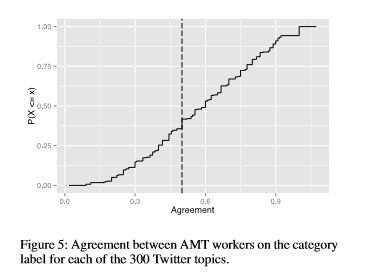 1.00
0.75
0.50
0.25
0.00
P(X <= x)
0.0 0.3 0.6 0.9
Agreement
Figure 5: Agreement between AMT workers on the category
label for each of the 300 Twitter topics.